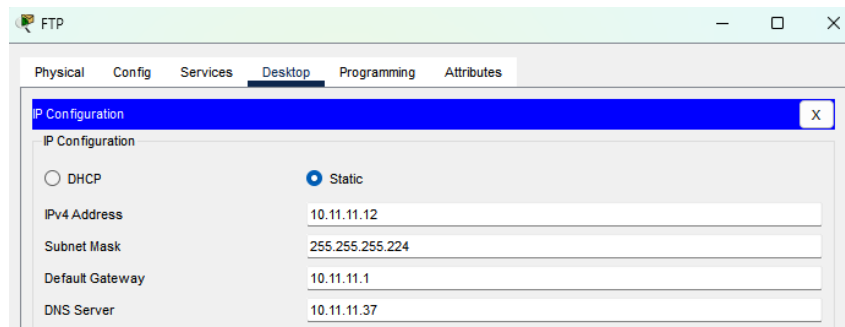 FTP
Physical Config Services Desktop Programming Attributes
IP Configuration X
IP Configuration
DHCP Static
IPv4 Address 10.11.11.12
Subnet Mask 255.255.255.224
Default Gateway 10.11.11.1
DNS Server 10.11.11.37